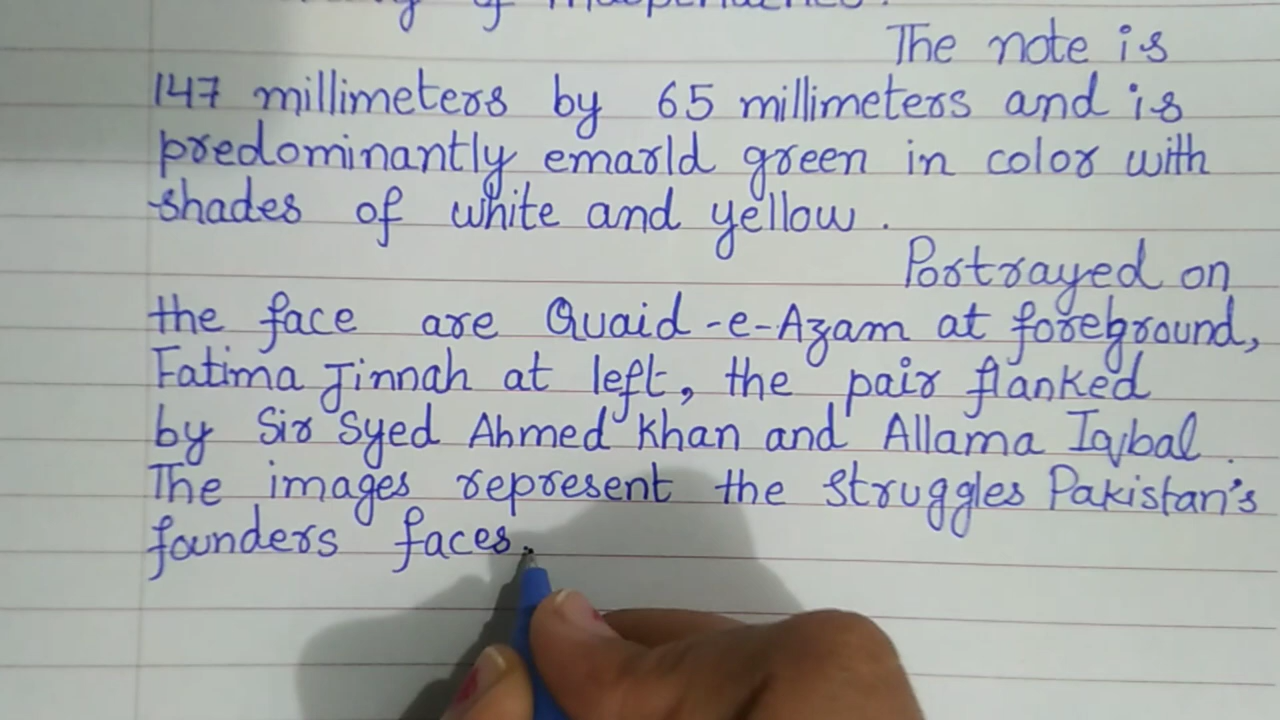 of Independence.
The note is
147 millimeters by 65 millimeters and is
predominantly emarld green in color with
shades of white and yellow.
Portrayed on
the face are Quaid-e-Azam at foreground,
Fatima Jinnah at left, the pair flanked
by Sir Syed Ahmed Khan and Allama Iqbal.
The images represent the struggles Pakistan's
founders faces.